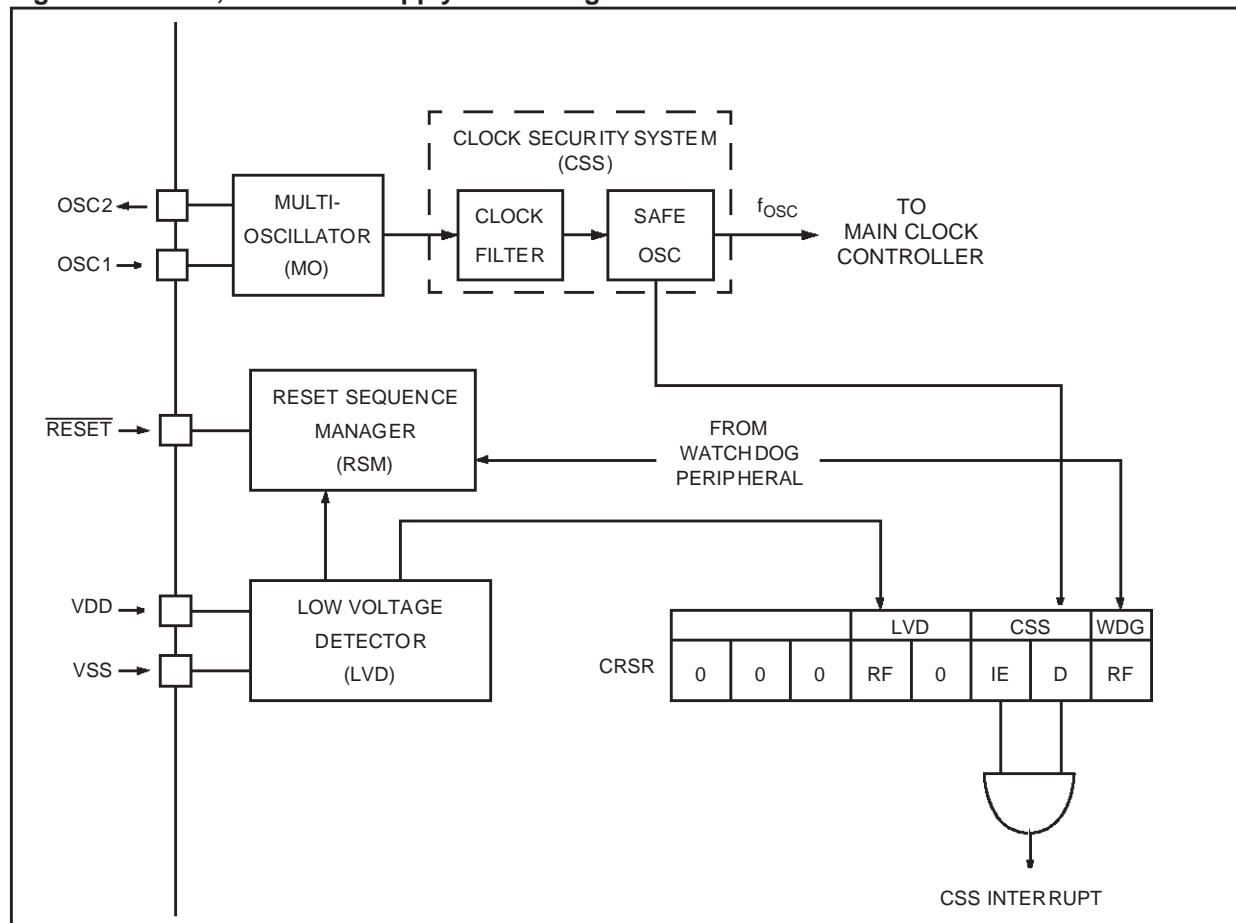 CLOCK SECURITY SYSTEM
(CSS)
OSC2
OSC1
MULTI-
OSCILLATOR
(MO)
CLOCK
FILTER
SAFE
OSC
fOSC
TO
MAIN CLOCK
CONTROLLER
RESET
RESET SEQUENCE
MANAGER
(RSM)
FROM
WATCHDOG
PERIPHERAL
VDD
VSS
LOW VOLTAGE
DETECTOR
(LVD)
LVD CSS WDG
CRSR 0 0 0 RF 0 IE D RF
CSS INTERRUPT